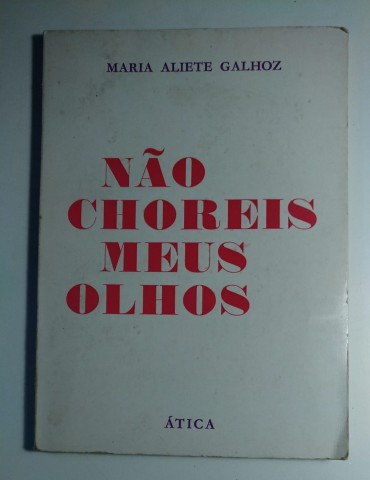 MARIA ALIETE GALHOZ
NÃO
CHOREIS
MEUS
OLHOS
ÁTICA